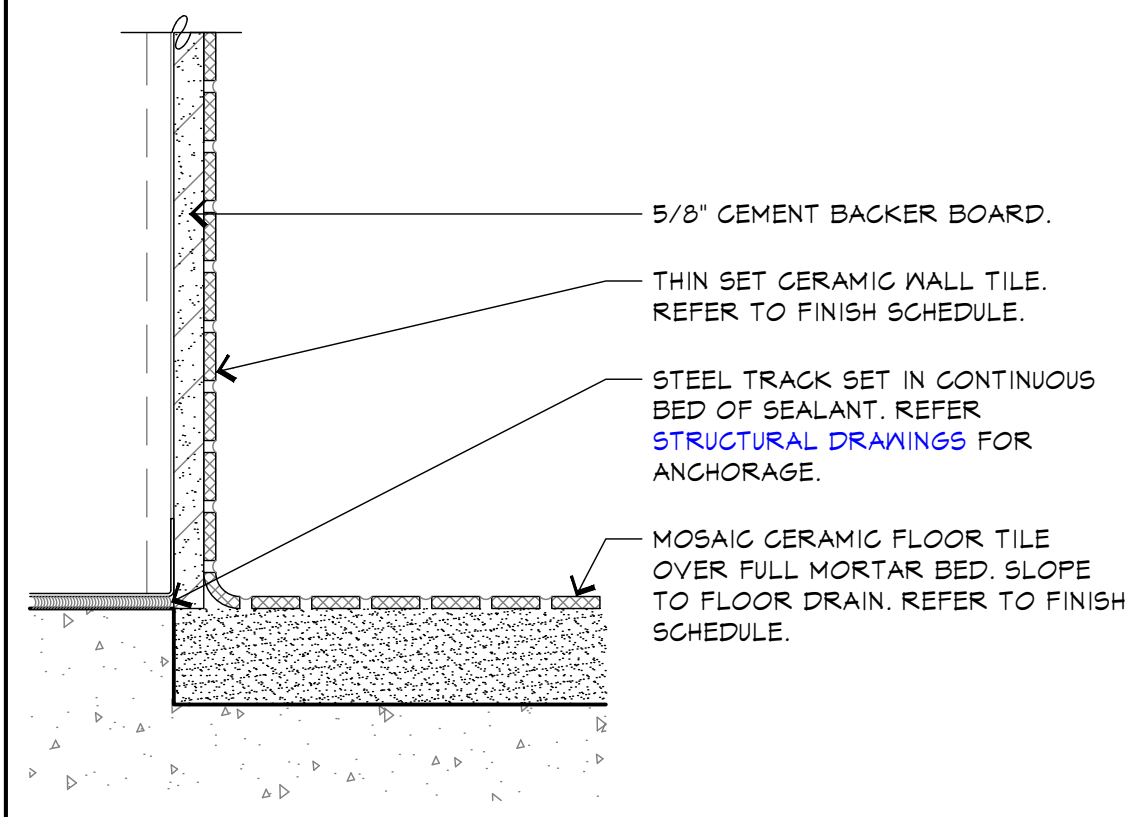 5/8" CEMENT BACKER BOARD.
THIN SET CERAMIC WALL TILE.
REFER TO FINISH SCHEDULE.
STEEL TRACK SET IN CONTINUOUS
BED OF SEALANT. REFER
STRUCTURAL DRAWINGS FOR
ANCHORAGE.
MOSAIC CERAMIC FLOOR TILE
OVER FULL MORTAR BED. SLOPE
TO FLOOR DRAIN. REFER TO FINISH
SCHEDULE.